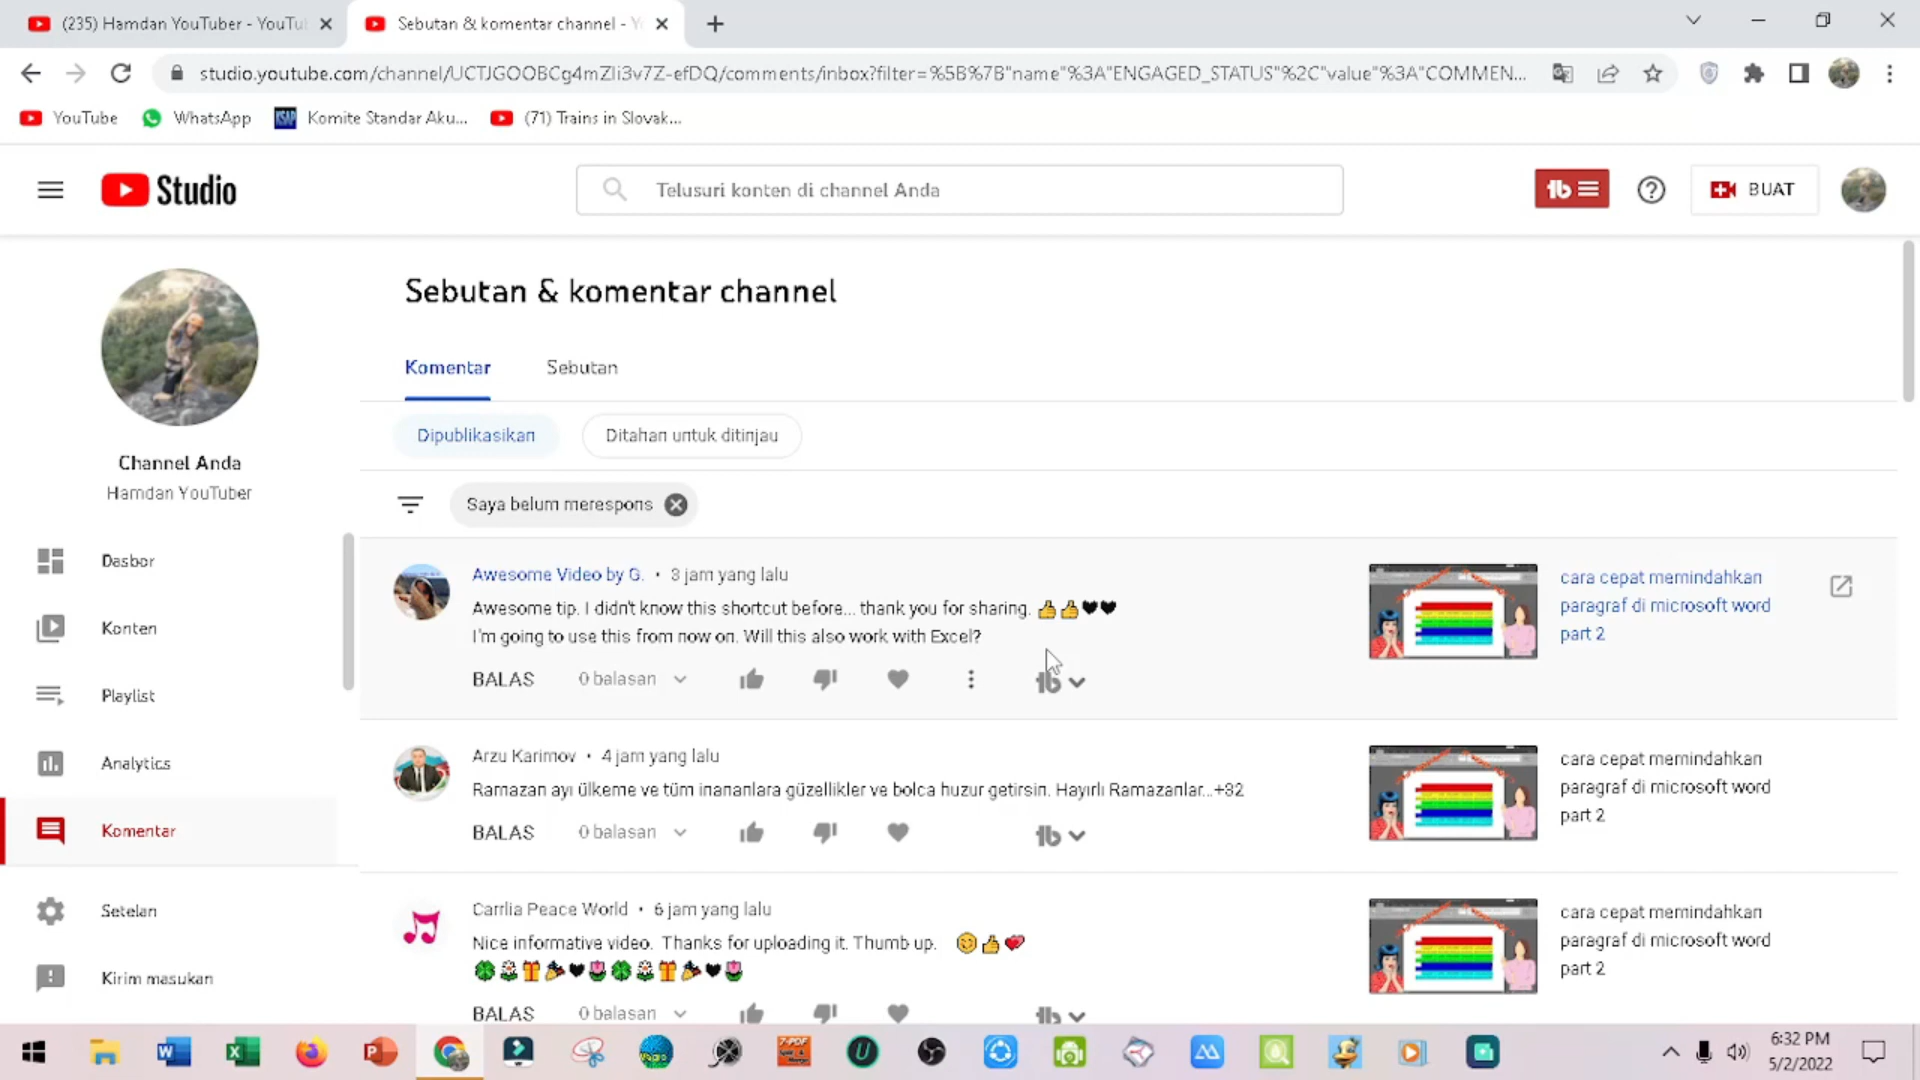 (235) Hamdan YouTuber - YouTu
Sebutan & komentar channel - Y
studio.youtube.com/channel/UCTJGOOBCg4mZli3v7Z-efDQ/comments/inbox?filter=%5B%7B"name"%3A"ENGAGED_STATUS"%2C"value"%3A"COMMEN...
YouTube
WhatsApp
KSAP
Komite Standar Aku...
(71) Trains in Slovak...
Studio
Telusuri konten di channel Anda
BUAT
Sebutan & komentar channel
Komentar
Sebutan
Dipublikasikan
Ditahan untuk ditinjau
Saya belum merespons
Channel Anda
Hamdan YouTuber
Dasbor
Konten
Playlist
Analytics
Komentar
Setelan
Kirim masukan
Awesome Video by G. • 3 jam yang lalu
Awesome tip. I didn't know this shortcut before... thank you for sharing. 👍👍🖤🖤
I'm going to use this from now on. Will this also work with Excel?
BALAS 0 balasan
cara cepat memindahkan
paragraf di microsoft word
part 2
Arzu Karimov • 4 jam yang lalu
Ramazan ayı ülkeme ve tüm inananlara güzellikler ve bolca huzur getirsin. Hayırlı Ramazanlar...+32
BALAS 0 balasan
cara cepat memindahkan
paragraf di microsoft word
part 2
Carrlia Peace World • 6 jam yang lalu
Nice informative video. Thanks for uploading it. Thumb up. 😊👍💖
🍀🌼🎁🎉🖤🌷🍀🌼🎁🎉🖤🌷
BALAS 0 balasan
cara cepat memindahkan
paragraf di microsoft word
part 2
6:32 PM
5/2/2022